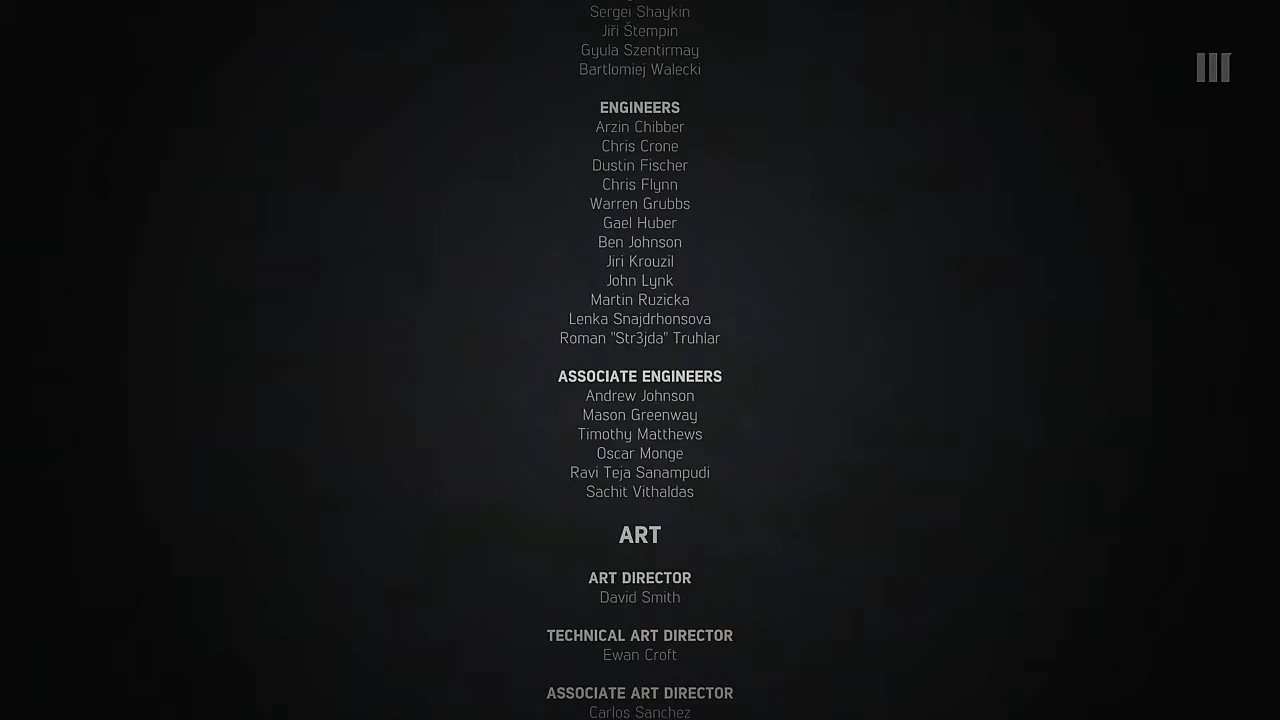 Sergei Shaykin
Jiří Štempin
Gyula Szentirmay
Bartlomiej Walecki
ENGINEERS
Arzin Chibber
Chris Crone
Dustin Fischer
Chris Flynn
Warren Grubbs
Gael Huber
Ben Johnson
Jiri Krouzil
John Lynk
Martin Ruzicka
Lenka Snajdrhonsova
Roman "Str3jda" Truhlar
ASSOCIATE ENGINEERS
Andrew Johnson
Mason Greenway
Timothy Matthews
Oscar Monge
Ravi Teja Sanampudi
Sachit Vithaldas
ART
ART DIRECTOR
David Smith
TECHNICAL ART DIRECTOR
Ewan Croft
ASSOCIATE ART DIRECTOR
Carlos Sanchez